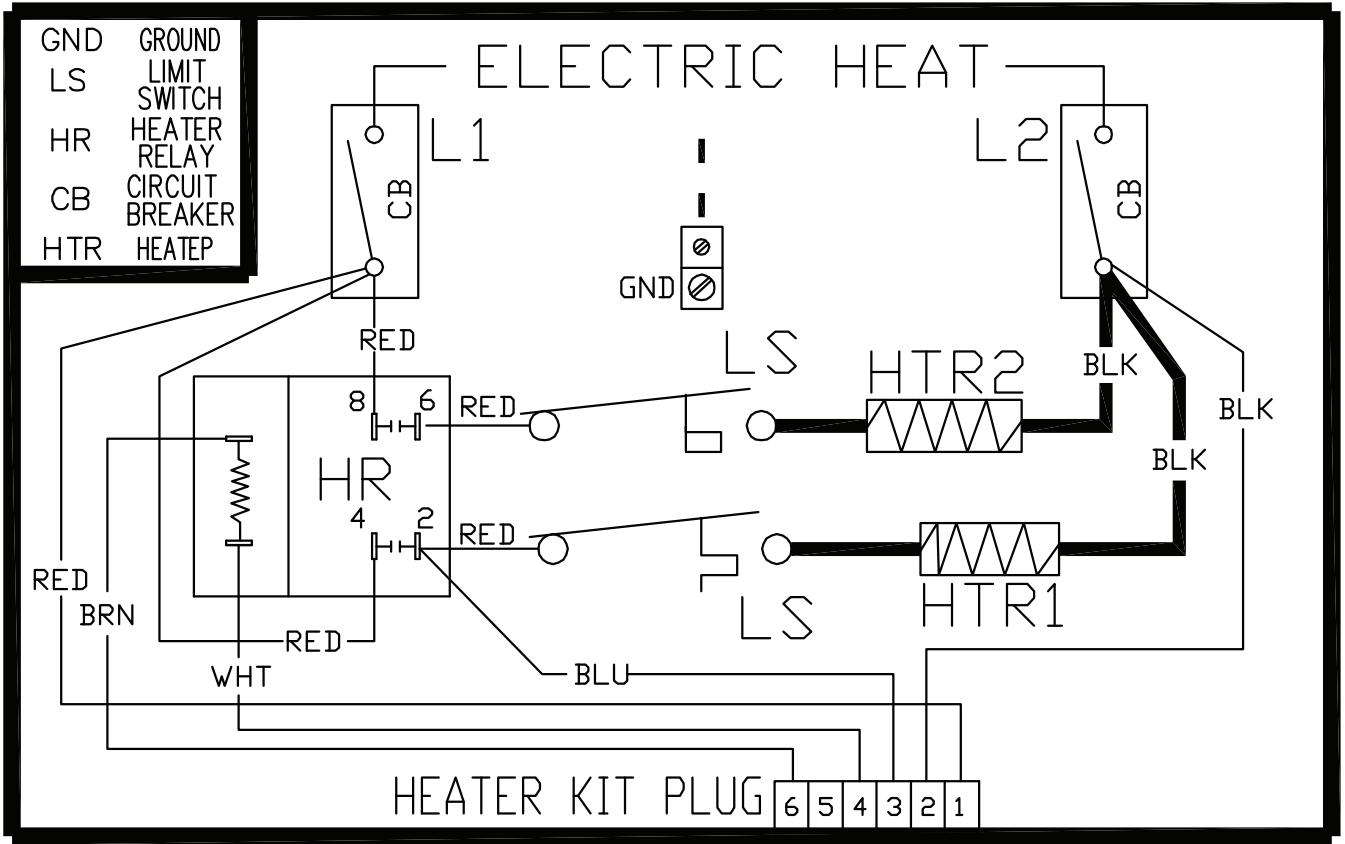 GND GROUND
LS LIMIT SWITCH
HR HEATER RELAY
CB CIRCUIT BREAKER
HTR HEATEP
ELECTRIC HEAT
L1
L2
CB
CB
GND
RED
LS
HTR2
BLK
BLK
8 6
RED
BLK
HR
4 2
RED
RED
BRN
HTR1
LS
RED
WHT
BLU
HEATER KIT PLUG 6 5 4 3 2 1